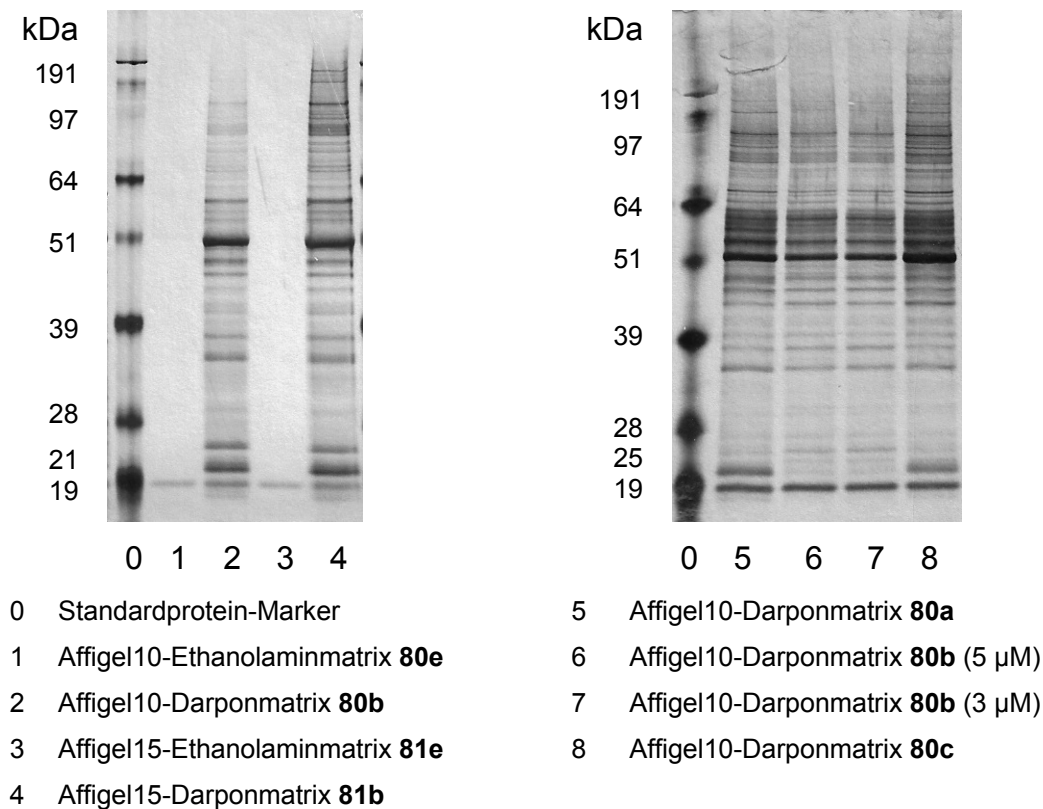 kDa
191
97
64
51
39
28
21
19
0 1 2 3 4
0 Standardprotein-Marker
1 Affigel10-Ethanolaminmatrix 80e
2 Affigel10-Darponmatrix 80b
3 Affigel15-Ethanolaminmatrix 81e
4 Affigel15-Darponmatrix 81b
kDa
191
97
64
51
39
28
25
19
0 5 6 7 8
5 Affigel10-Darponmatrix 80a
6 Affigel10-Darponmatrix 80b (5 µM)
7 Affigel10-Darponmatrix 80b (3 µM)
8 Affigel10-Darponmatrix 80c